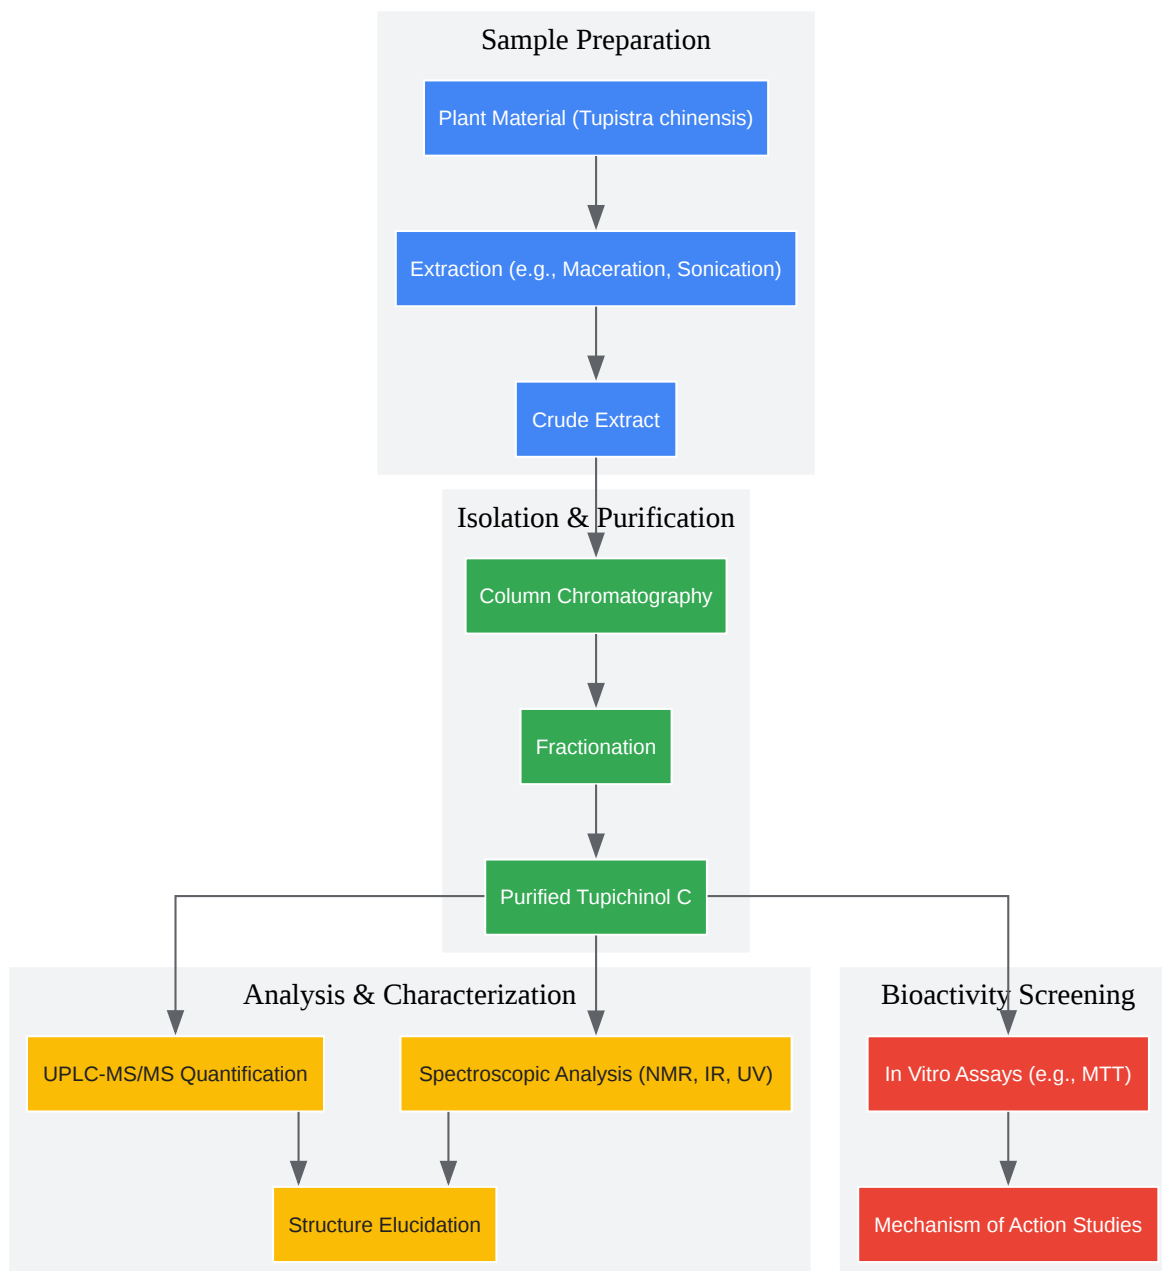 Sample Preparation
Plant Material (Tupistra chinensis)
Extraction (e.g., Maceration, Sonication)
Crude Extract
Isolation & Purification
Column Chromatography
Fractionation
Purified Tupichinol C
Analysis & Characterization
UPLC-MS/MS Quantification
Spectroscopic Analysis (NMR, IR, UV)
Structure Elucidation
Bioactivity Screening
In Vitro Assays (e.g., MTT)
Mechanism of Action Studies